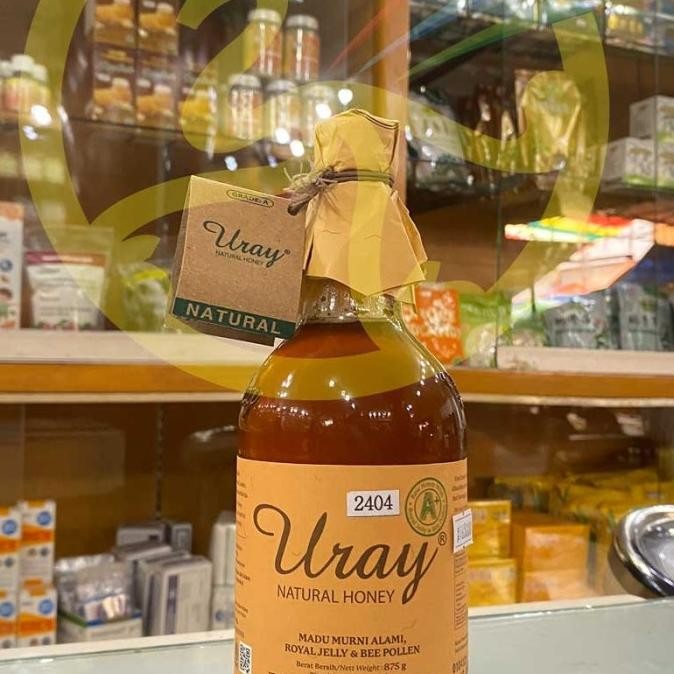 GRADE: A
Uray®
NATURAL HONEY
NATURAL
2404
A+
Uray®
NATURAL HONEY
MADU MURNI ALAMI,
ROYAL JELLY & BEE POLLEN
Berat Bersih/Nett Weight: 875 g